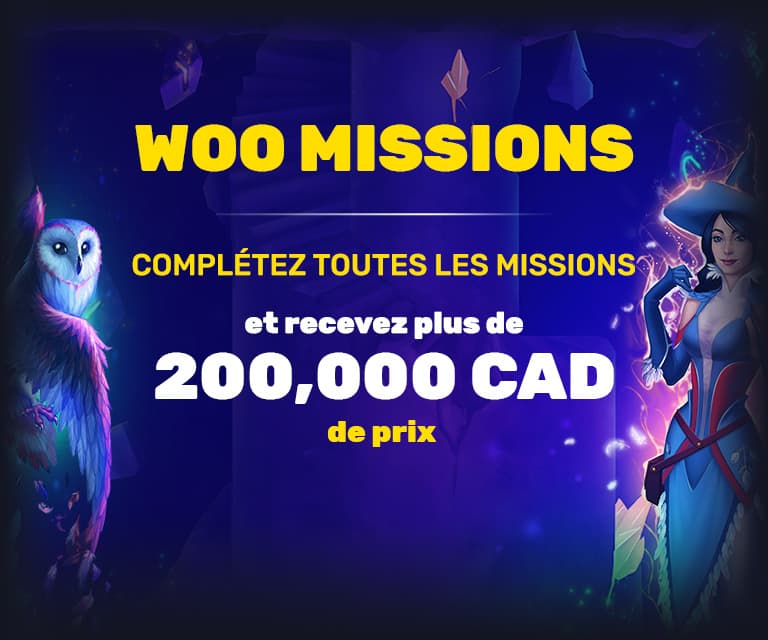 WOO MISSIONS
COMPLÉTEZ TOUTES LES MISSIONS
et recevez plus de
200,000 CAD
de prix